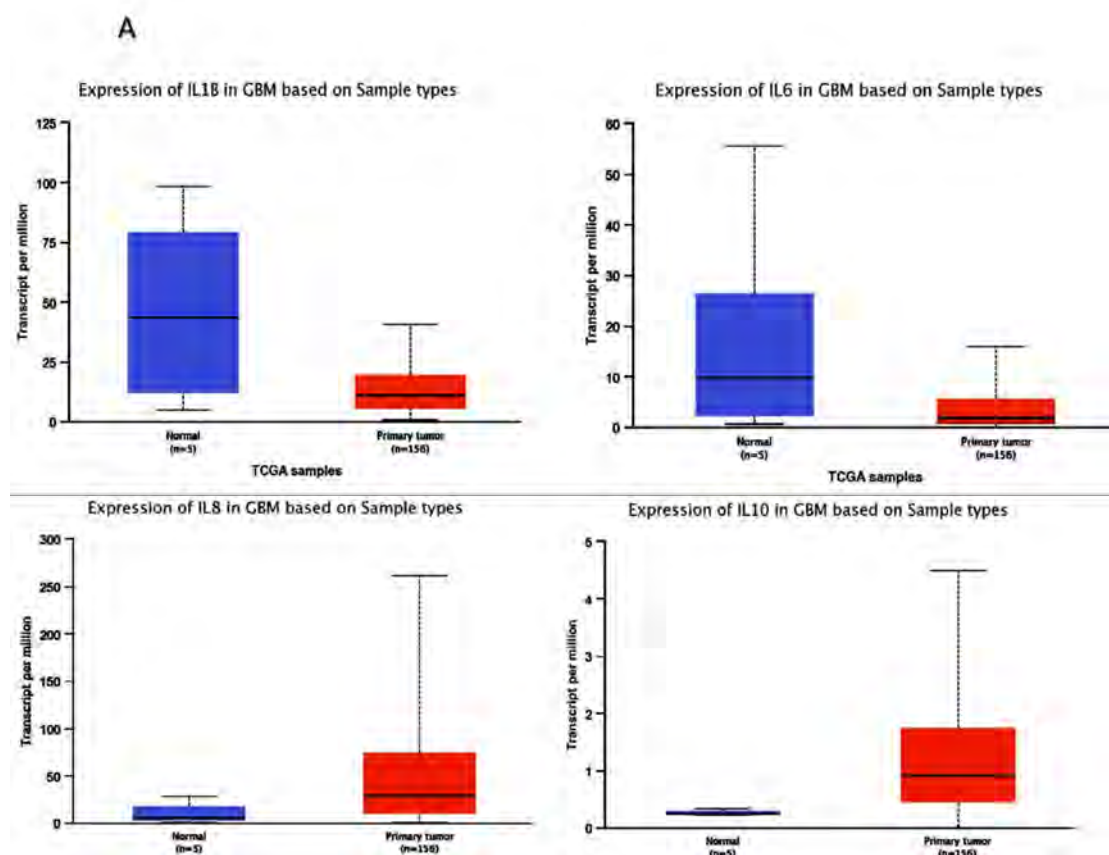 A
Expression of IL1B in GBM based on Sample types
Transcript per million
125
100
75
50
25
0
Normal
(n=5)
Primary tumor
(n=156)
TCGA samples
Expression of IL6 in GBM based on Sample types
Transcript per million
60
50
40
30
20
10
0
Normal
(n=5)
Primary tumor
(n=156)
TCGA samples
Expression of IL8 in GBM based on Sample types
Transcript per million
300
250
200
150
100
50
0
Normal
(n=5)
Primary tumor
(n=156)
Expression of IL10 in GBM based on Sample types
Transcript per million
5
4
3
2
1
0
Normal
(n=5)
Primary tumor
(n=156)